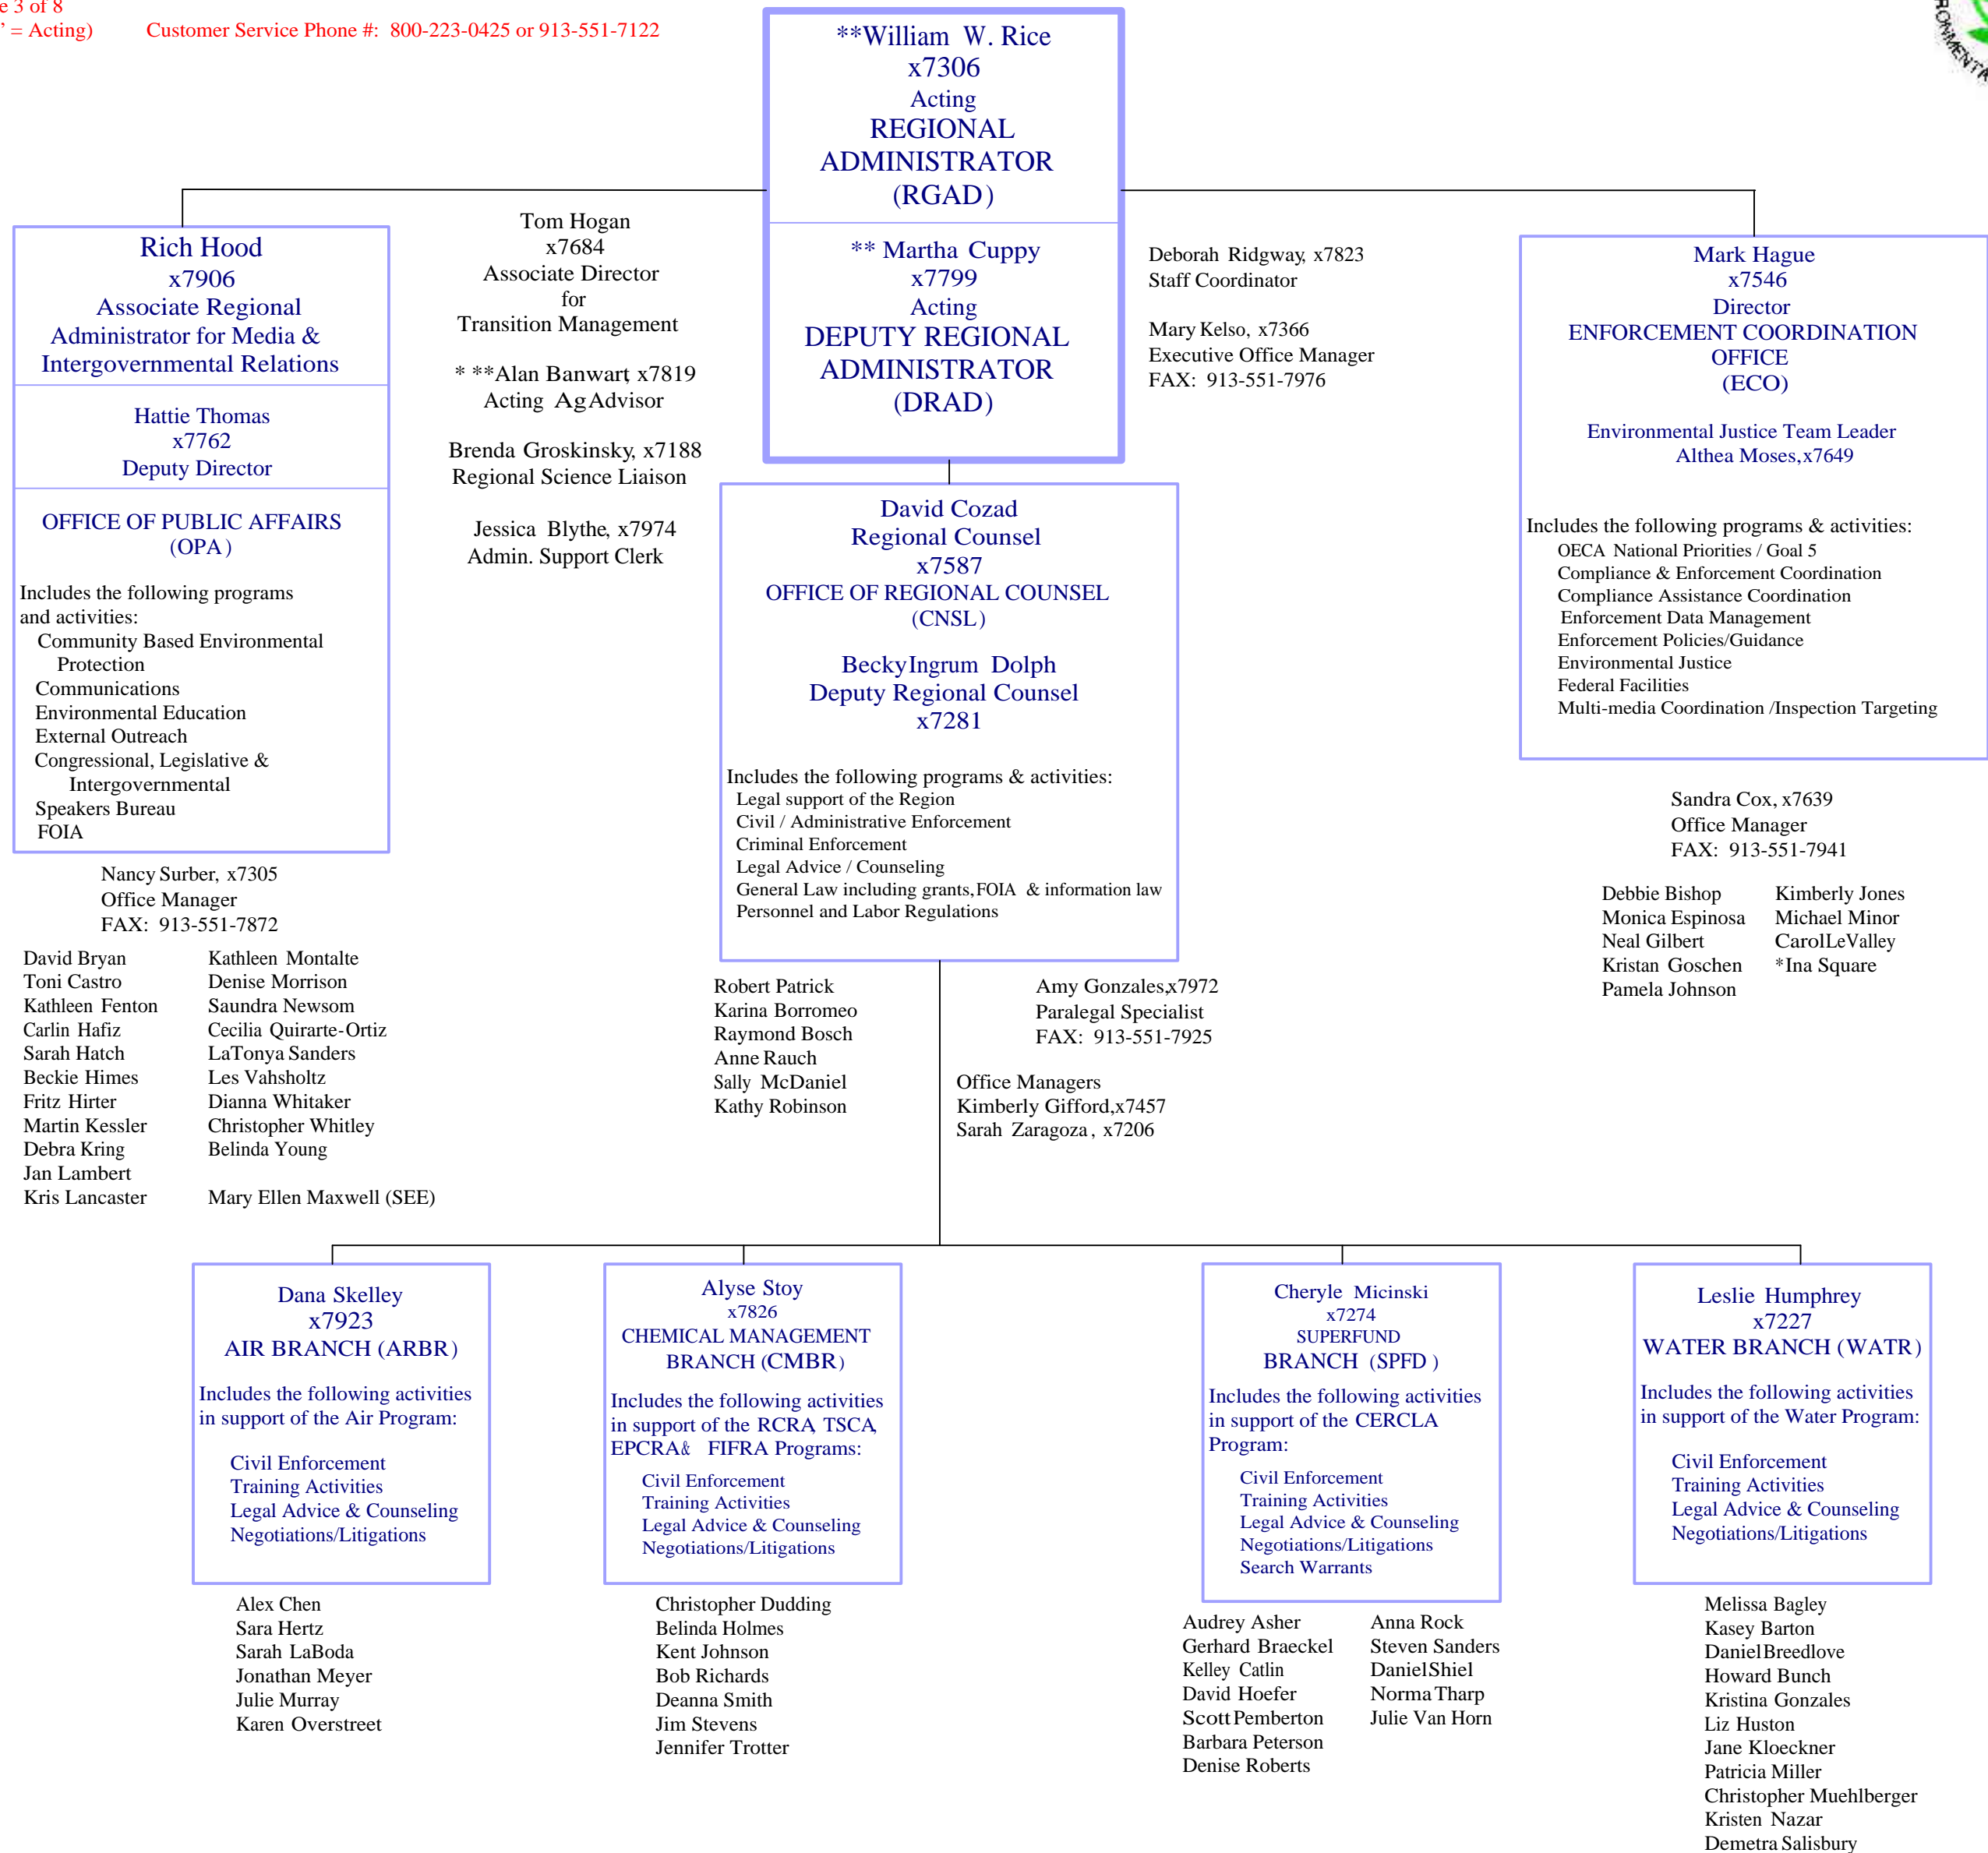 e 3 of 8
' = Acting) Customer Service Phone #: 800-223-0425 or 913-551-7122
**William W. Rice
x7306
Acting
REGIONAL
ADMINISTRATOR
(RGAD)
** Martha Cuppy
x7799
Acting
DEPUTY REGIONAL
ADMINISTRATOR
(DRAD)
Rich Hood
x7906
Associate Regional
Administrator for Media &
Intergovernmental Relations
Hattie Thomas
x7762
Deputy Director
OFFICE OF PUBLIC AFFAIRS
(OPA)
Includes the following programs
and activities:
Community Based Environmental
Protection
Communications
Environmental Education
External Outreach
Congressional, Legislative &
Intergovernmental
Speakers Bureau
FOIA
Nancy Surber, x7305
Office Manager
FAX: 913-551-7872
David Bryan
Toni Castro
Kathleen Fenton
Carlin Hafiz
Sarah Hatch
Beckie Himes
Fritz Hirter
Martin Kessler
Debra Kring
Jan Lambert
Kris Lancaster
Kathleen Montalte
Denise Morrison
Saundra Newsom
Cecilia Quirarte-Ortiz
LaTonya Sanders
Les Vahsholtz
Dianna Whitaker
Christopher Whitley
Belinda Young
Mary Ellen Maxwell (SEE)
Tom Hogan
x7684
Associate Director
for
Transition Management
* **Alan Banwart, x7819
Acting Ag Advisor
Brenda Groskinsky, x7188
Regional Science Liaison
Jessica Blythe, x7974
Admin. Support Clerk
Deborah Ridgway, x7823
Staff Coordinator
Mary Kelso, x7366
Executive Office Manager
FAX: 913-551-7976
David Cozad
Regional Counsel
x7587
OFFICE OF REGIONAL COUNSEL
(CNSL)
Becky Ingrum Dolph
Deputy Regional Counsel
x7281
Includes the following programs & activities:
Legal support of the Region
Civil / Administrative Enforcement
Criminal Enforcement
Legal Advice / Counseling
General Law including grants, FOIA & information law
Personnel and Labor Regulations
Robert Patrick
Karina Borromeo
Raymond Bosch
Anne Rauch
Sally McDaniel
Kathy Robinson
Amy Gonzales, x7972
Paralegal Specialist
FAX: 913-551-7925
Office Managers
Kimberly Gifford, x7457
Sarah Zaragoza, x7206
Mark Hague
x7546
Director
ENFORCEMENT COORDINATION
OFFICE
(ECO)
Environmental Justice Team Leader
Althea Moses, x7649
Includes the following programs & activities:
OECA National Priorities / Goal 5
Compliance & Enforcement Coordination
Compliance Assistance Coordination
Enforcement Data Management
Enforcement Policies/Guidance
Environmental Justice
Federal Facilities
Multi-media Coordination /Inspection Targeting
Sandra Cox, x7639
Office Manager
FAX: 913-551-7941
Debbie Bishop
Monica Espinosa
Neal Gilbert
Kristan Goschen
Pamela Johnson
Kimberly Jones
Michael Minor
Carol LeValley
*Ina Square
Dana Skelley
x7923
AIR BRANCH (ARBR)
Includes the following activities
in support of the Air Program:
Civil Enforcement
Training Activities
Legal Advice & Counseling
Negotiations/Litigations
Alex Chen
Sara Hertz
Sarah LaBoda
Jonathan Meyer
Julie Murray
Karen Overstreet
Alyse Stoy
x7826
CHEMICAL MANAGEMENT
BRANCH (CMBR)
Includes the following activities
in support of the RCRA, TSCA,
EPCRA & FIFRA Programs:
Civil Enforcement
Training Activities
Legal Advice & Counseling
Negotiations/Litigations
Christopher Dudding
Belinda Holmes
Kent Johnson
Bob Richards
Deanna Smith
Jim Stevens
Jennifer Trotter
Cheryle Micinski
x7274
SUPERFUND
BRANCH (SPFD)
Includes the following activities
in support of the CERCLA
Program:
Civil Enforcement
Training Activities
Legal Advice & Counseling
Negotiations/Litigations
Search Warrants
Audrey Asher
Gerhard Braeckel
Kelley Catlin
David Hoefer
Scott Pemberton
Barbara Peterson
Denise Roberts
Anna Rock
Steven Sanders
Daniel Shiel
Norma Tharp
Julie Van Horn
Leslie Humphrey
x7227
WATER BRANCH (WATR)
Includes the following activities
in support of the Water Program:
Civil Enforcement
Training Activities
Legal Advice & Counseling
Negotiations/Litigations
Melissa Bagley
Kasey Barton
Daniel Breedlove
Howard Bunch
Kristina Gonzales
Liz Huston
Jane Kloeckner
Patricia Miller
Christopher Muehlberger
Kristen Nazar
Demetra Salisbury